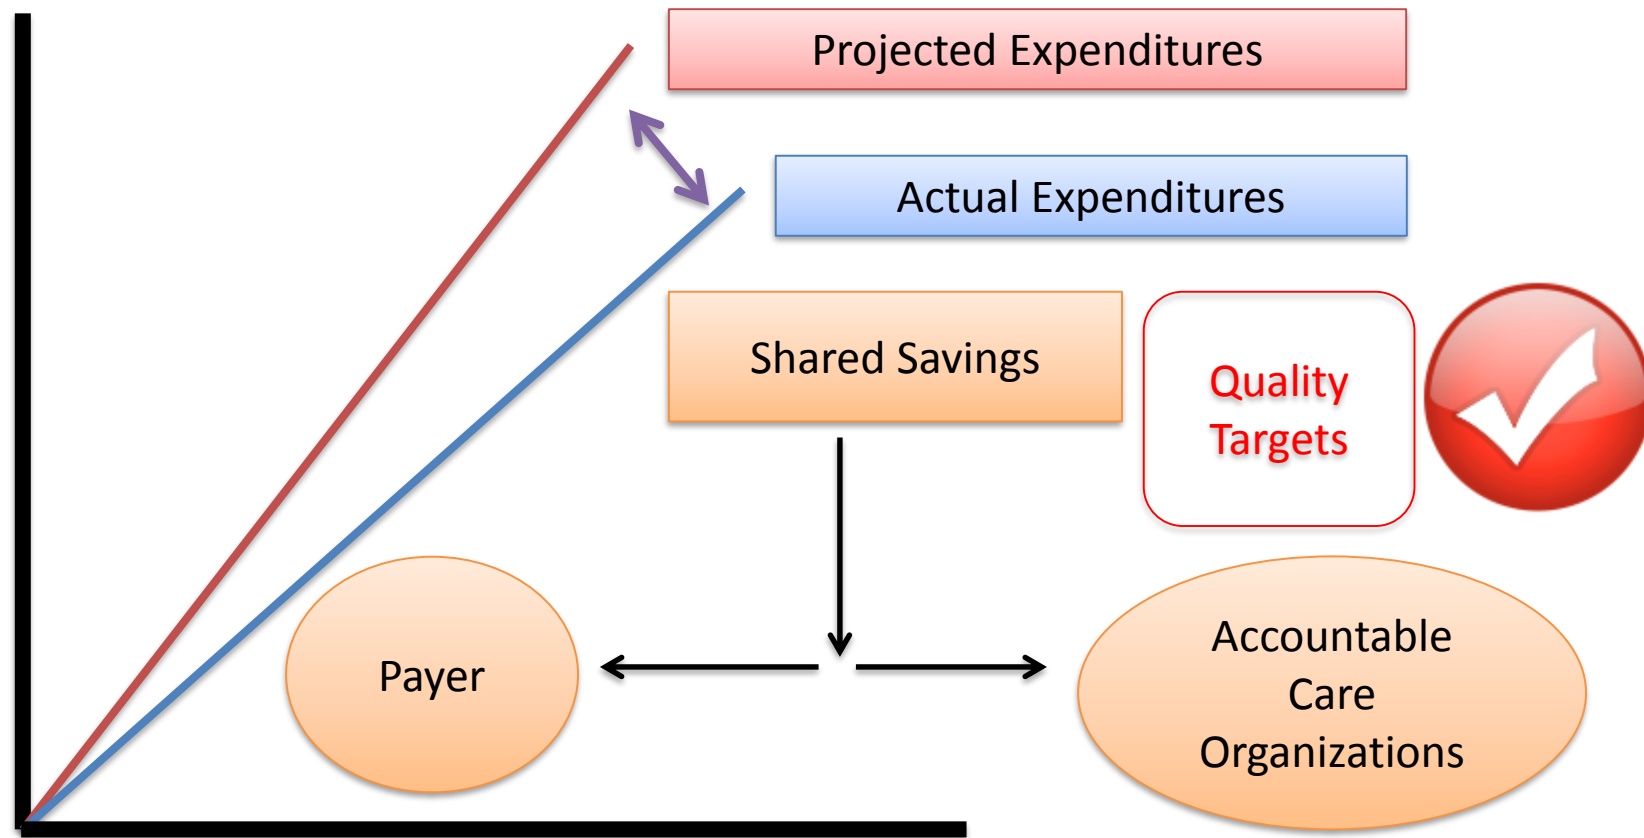 Projected Expenditures
Actual Expenditures
Shared Savings
Quality
Targets
Payer
Accountable
Care
Organizations